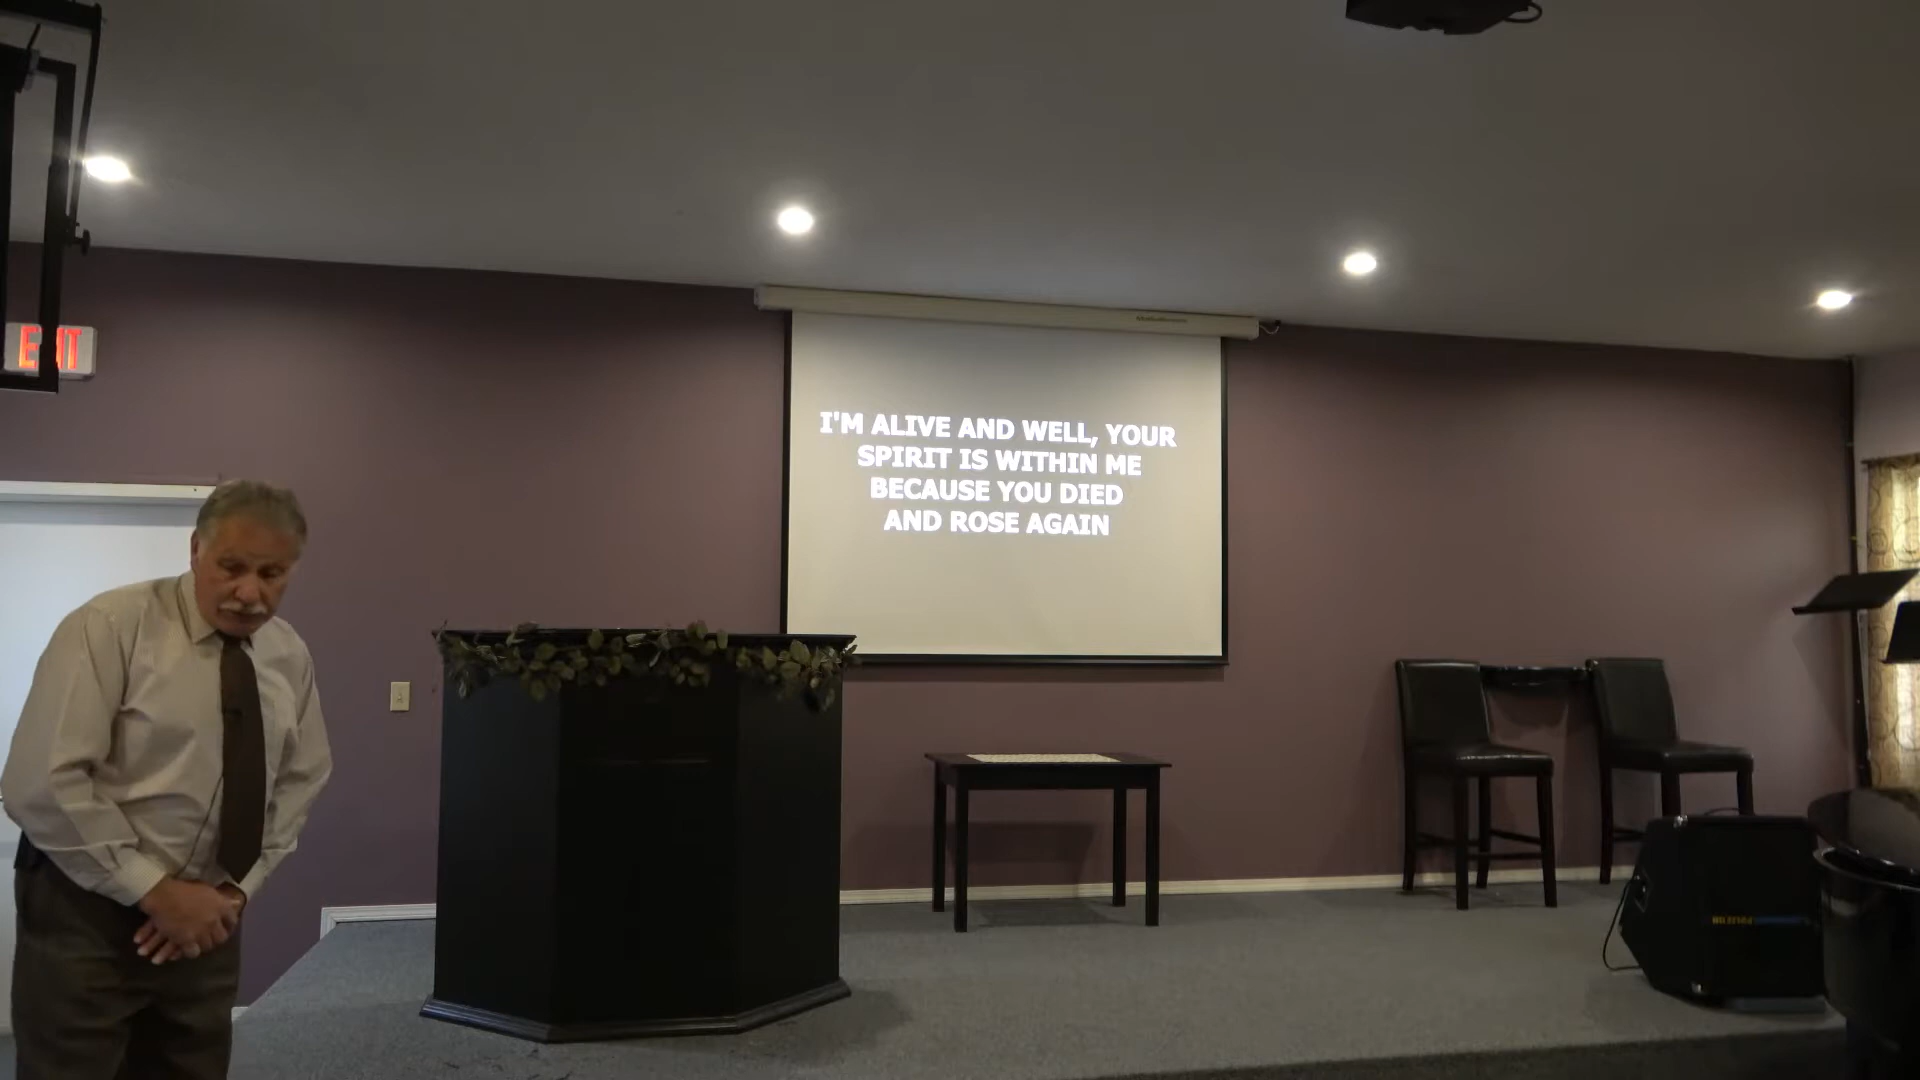 EXIT
I'M ALIVE AND WELL, YOUR
SPIRIT IS WITHIN ME
BECAUSE YOU DIED
AND ROSE AGAIN